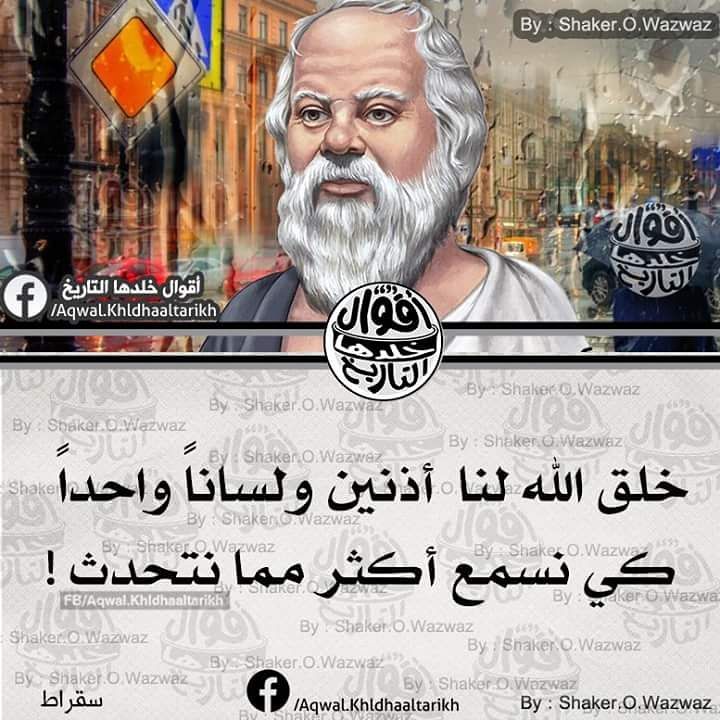 By : Shaker.O.Wazwaz
أقوال خلدها التاريخ
/Aqwal.Khldhaaltarikh
أقوال
خلدها
التاريخ
خلق الله لنا أذنين ولساناً واحداً
كي نسمع أكثر مما نتحدث !
FB/Aqwal.Khldhaaltarikh
سقراط
/Aqwal.Khldhaaltarikh
By : Shaker.O.Wazwaz